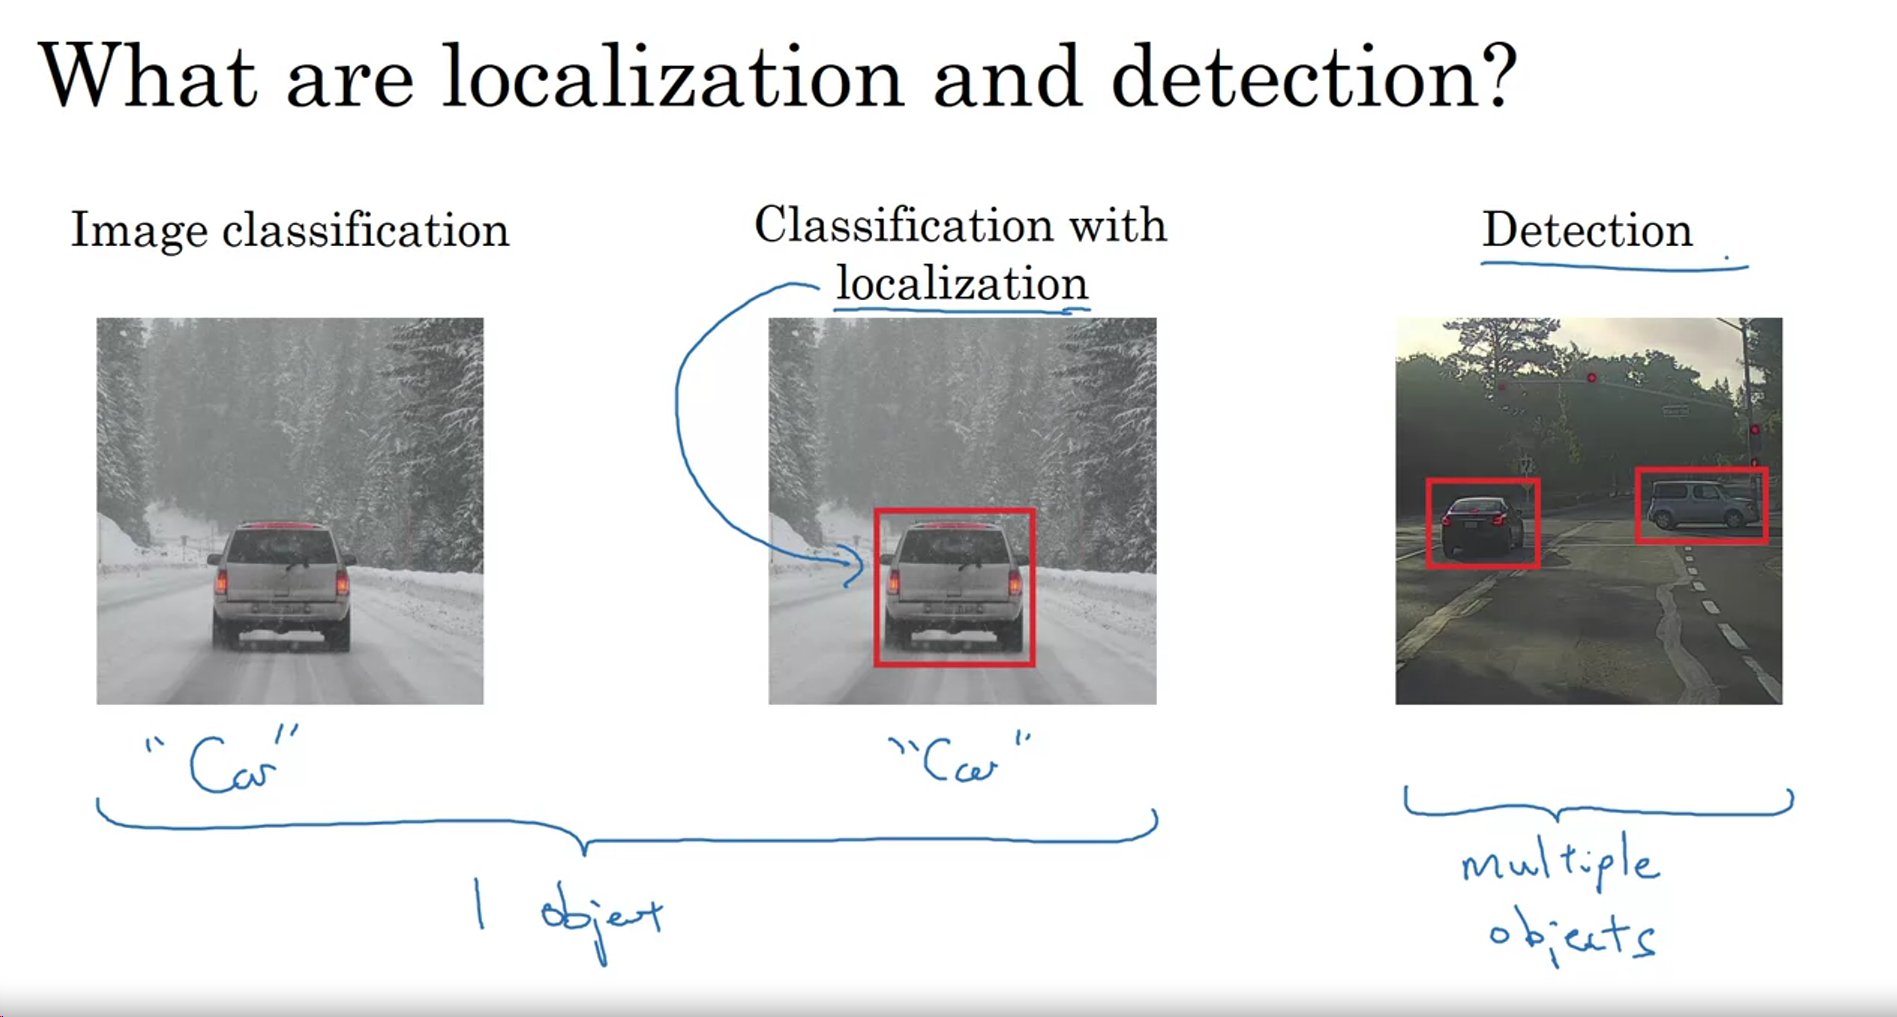 What are localization and detection?
Image classification
Classification with
localization
Detection
"Car"
"Car"
1 object
multiple
objects